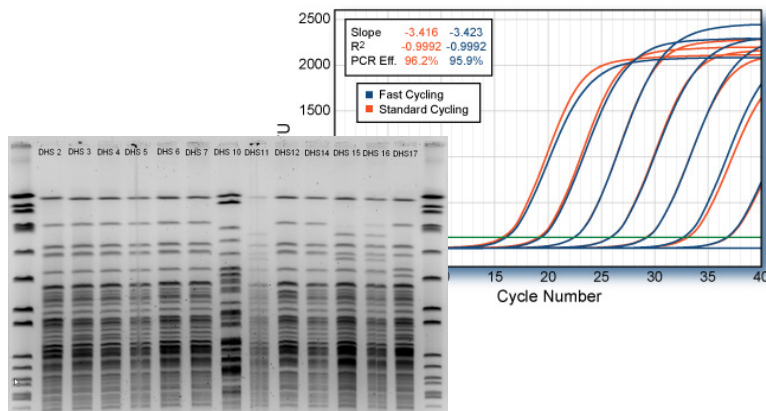 2500
2000
1500
Slope -3.416 -3.423
R2 -0.9992 -0.9992
PCR Eff. 96.2% 95.9%
Fast Cycling
Standard Cycling
U
DHS 2 DHS 3 DHS 4 DHS 5 DHS 6 DHS 7 DHS 10 DHS11 DHS12 DHS14 DHS 15 DHS 16 DHS17
15 20 25 30 35 40
Cycle Number